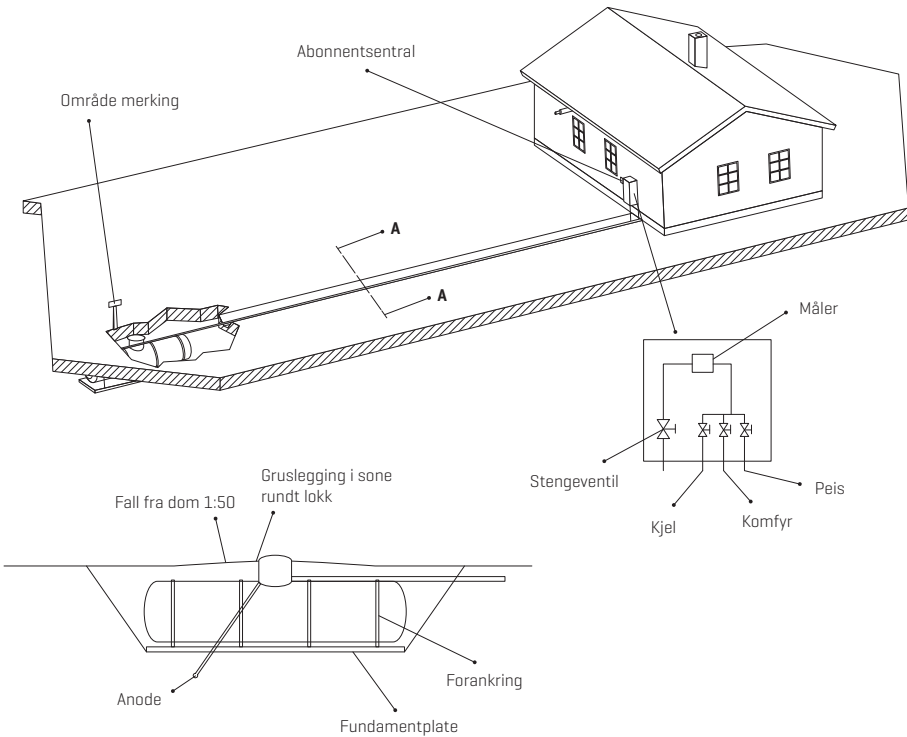 Abonnentsentral
Område merking
A
A
Måler
Stengeventil
Peis
Komfyr
Kjel
Gruslegging i sone
rundt lokk
Fall fra dom 1:50
Anode
Forankring
Fundamentplate